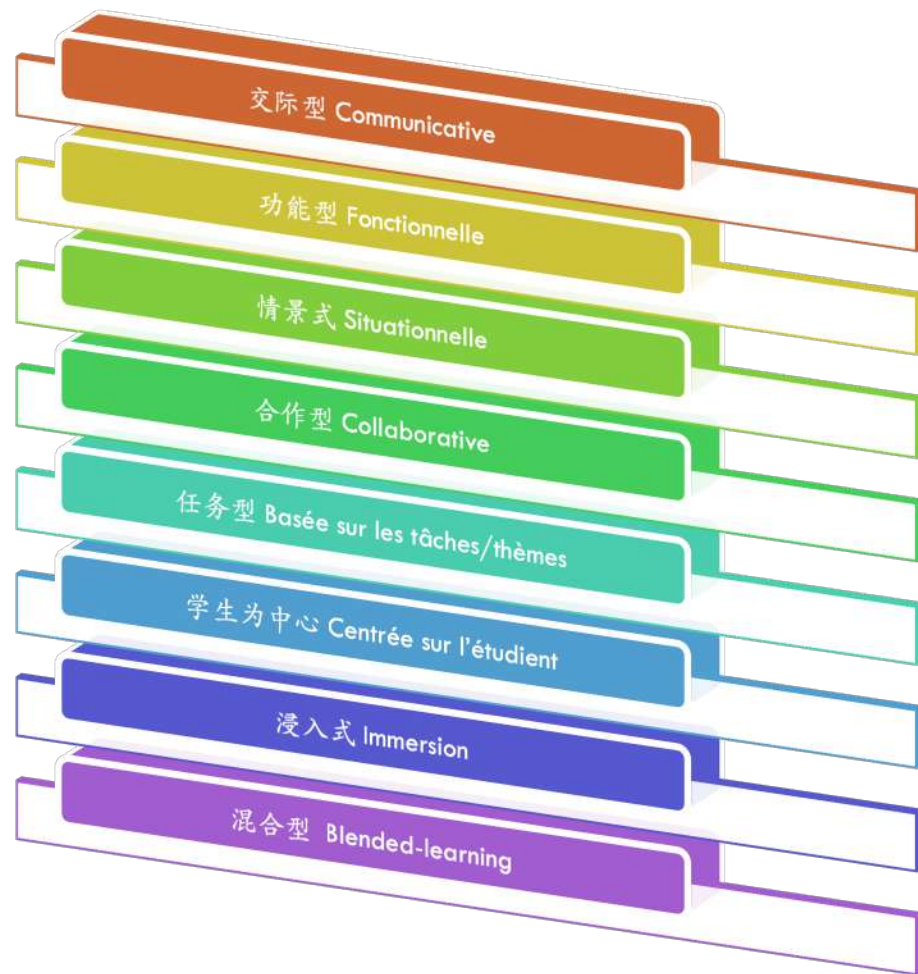 交际型 Communicative
功能型 Fonctionnelle
情景式 Situationnelle
合作型 Collaborative
任务型 Basée sur les tâches/thèmes
学生为中心 Centrée sur l'étudient
浸入式 Immersion
混合型 Blended-learning